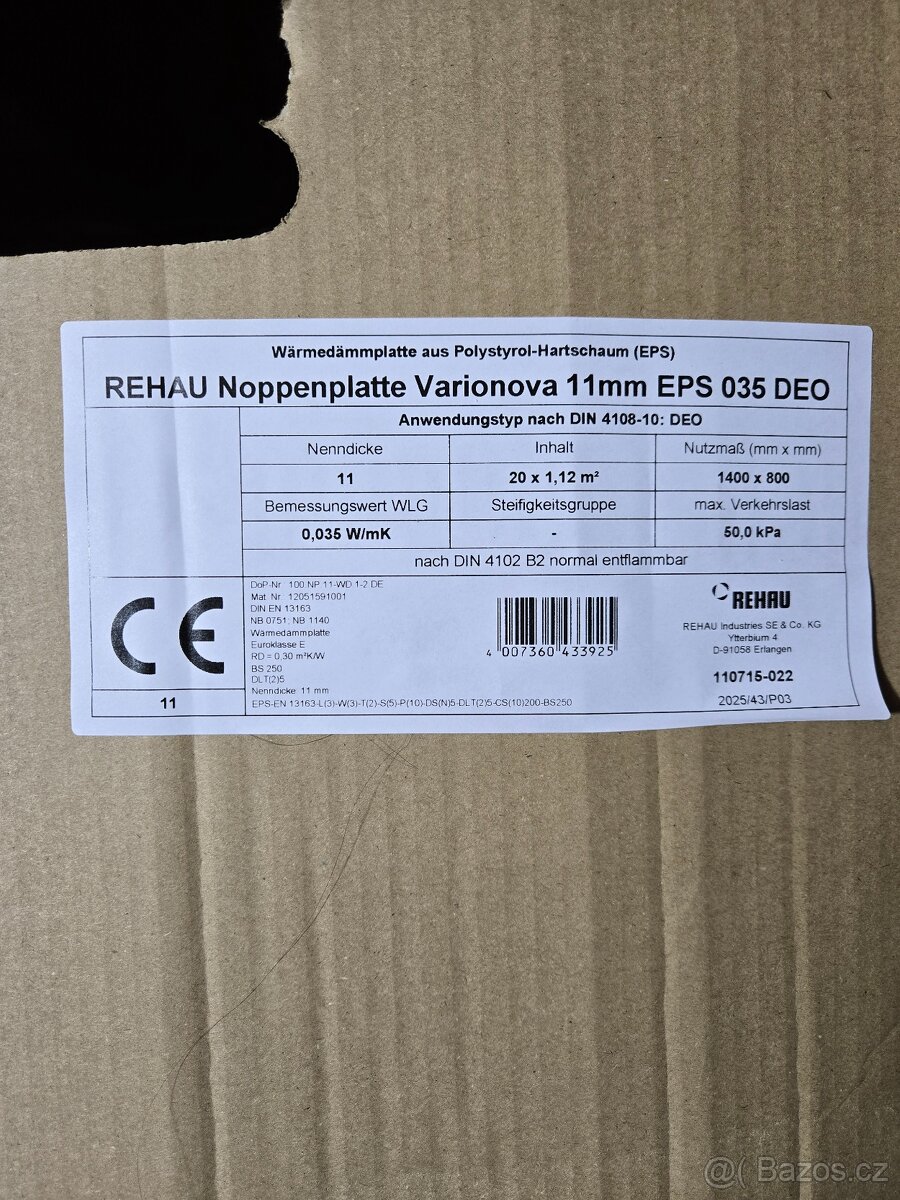 Wärmedämmplatte aus Polystyrol-Hartschaum (EPS)
REHAU Noppenplatte Varionova 11mm EPS 035 DEO
Anwendungstyp nach DIN 4108-10: DEO
Nenndicke Inhalt Nutzmaß (mm x mm)
11 20 x 1,12 m² 1400 x 800
Bemessungswert WLG Steifigkeitsgruppe max. Verkehrslast
0,035 W/mK - 50,0 kPa
nach DIN 4102 B2 normal entflammbar
CE
11
DoP-Nr. 100 NP 11-WD 1-2 DE
Mat. Nr. 12051591001
DIN EN 13163
NB 0751; NB 1140
Wärmedämmplatte
Euroklasse E
RD = 0,30 m²K/W
BS 250
DLT(2)5
Nenndicke: 11 mm
EPS-EN 13163-L(3)-W(3)-T(2)-S(5)-P(10)-DS(N)5-DLT(2)5-CS(10)200-BS250
4 007360 433925
REHAU
REHAU Industries SE & Co. KG
Ytterbium 4
D-91058 Erlangen
110715-022
2025/43/P03
@( Bazos.cz